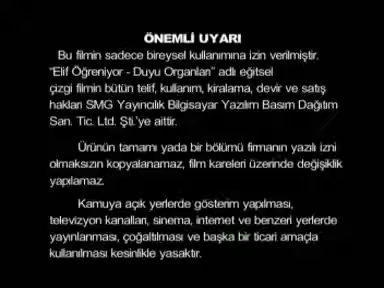 ÖNEMLİ UYARI
Bu filmin sadece bireysel kullanımına izin verilmiştir.
“Elif Öğreniyor - Duyu Organları” adlı eğitsel
çizgi filmin bütün telif, kullanım, kiralama, devir ve satış
hakları SMG Yayıncılık Bilgisayar Yazılım Basım Dağıtım
San. Tic. Ltd. Şti.'ye aittir.
Ürünün tamamı yada bir bölümü firmanın yazılı izni
olmaksızın kopyalanamaz, film kareleri üzerinde değişiklik
yapılamaz.
Kamuya açık yerlerde gösterim yapılması,
televizyon kanalları, sinema, internet ve benzeri yerlerde
yayınlanması, çoğaltılması ve başka bir ticari amaçla
kullanılması kesinlikle yasaktır.